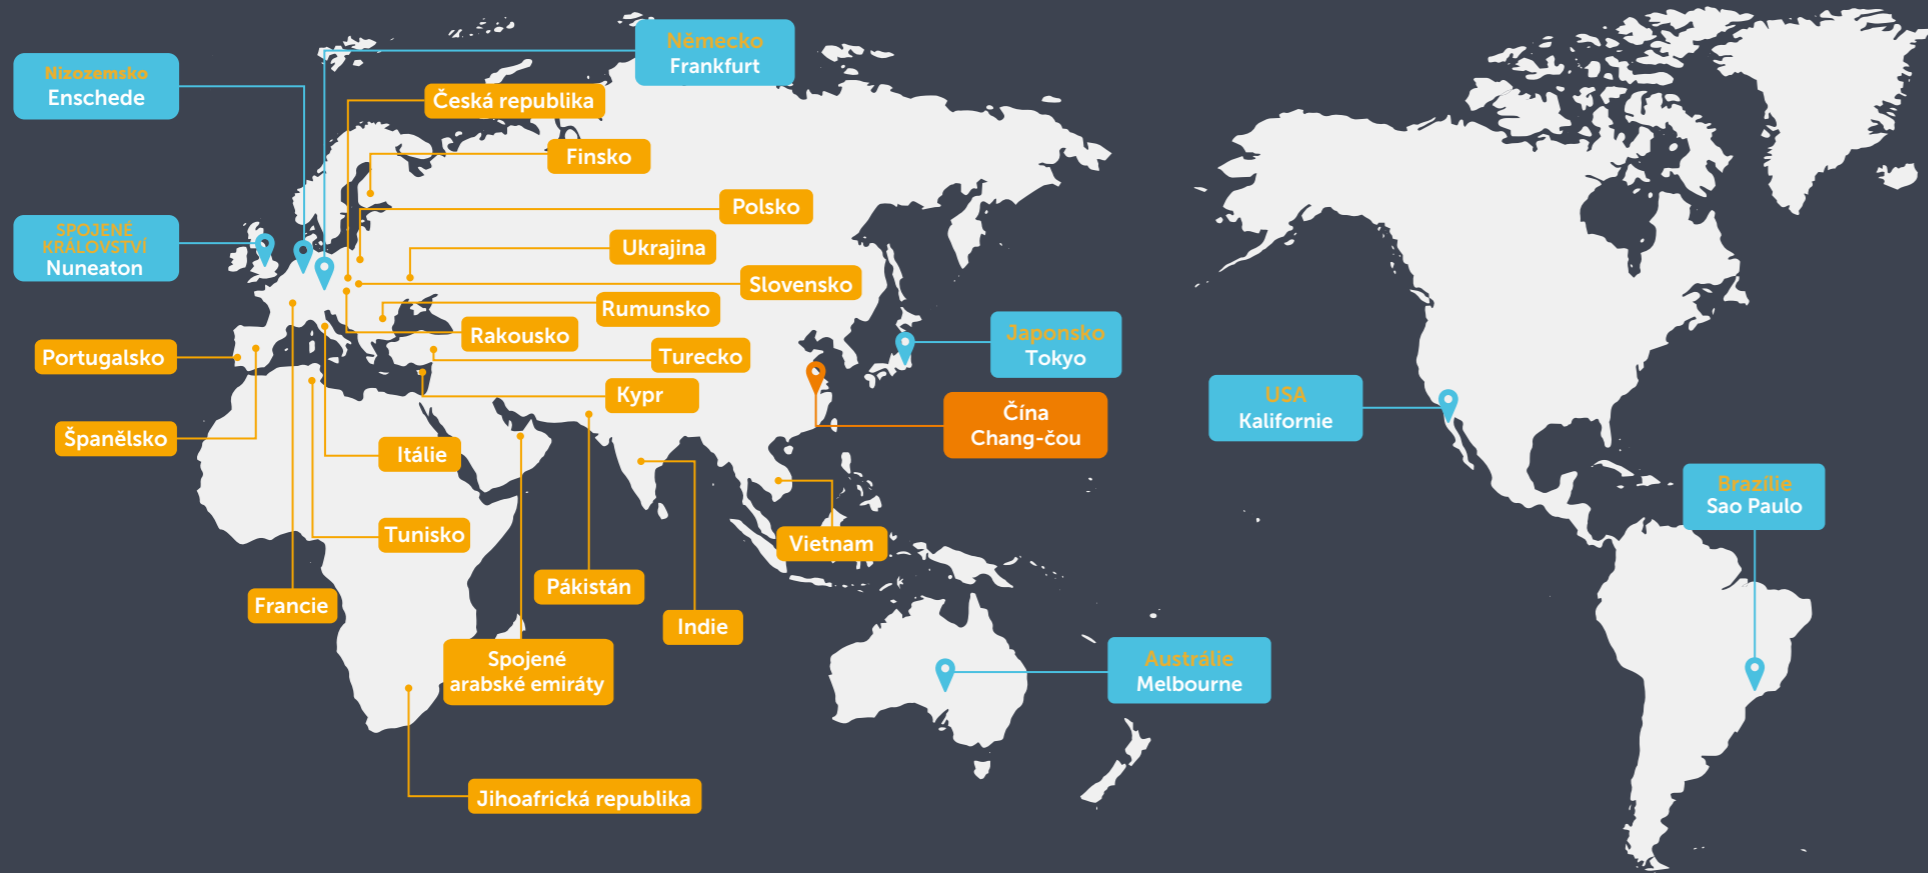 Německo
Frankfurt
Nizozemsko
Enschede
Česká republika
Finsko
Polsko
SPOJENÉ
KRÁLOVSTVÍ
Nuneaton
Ukrajina
Slovensko
Rumunsko
Rakousko
Japonsko
Tokyo
Portugalsko
Turecko
Kypr
USA
Kalifornie
Čína
Chang-čou
Španělsko
Itálie
Brazílie
Sao Paulo
Tunisko
Vietnam
Pákistán
Francie
Indie
Spojené
arabské emiráty
Austrálie
Melbourne
Jihoafrická republika